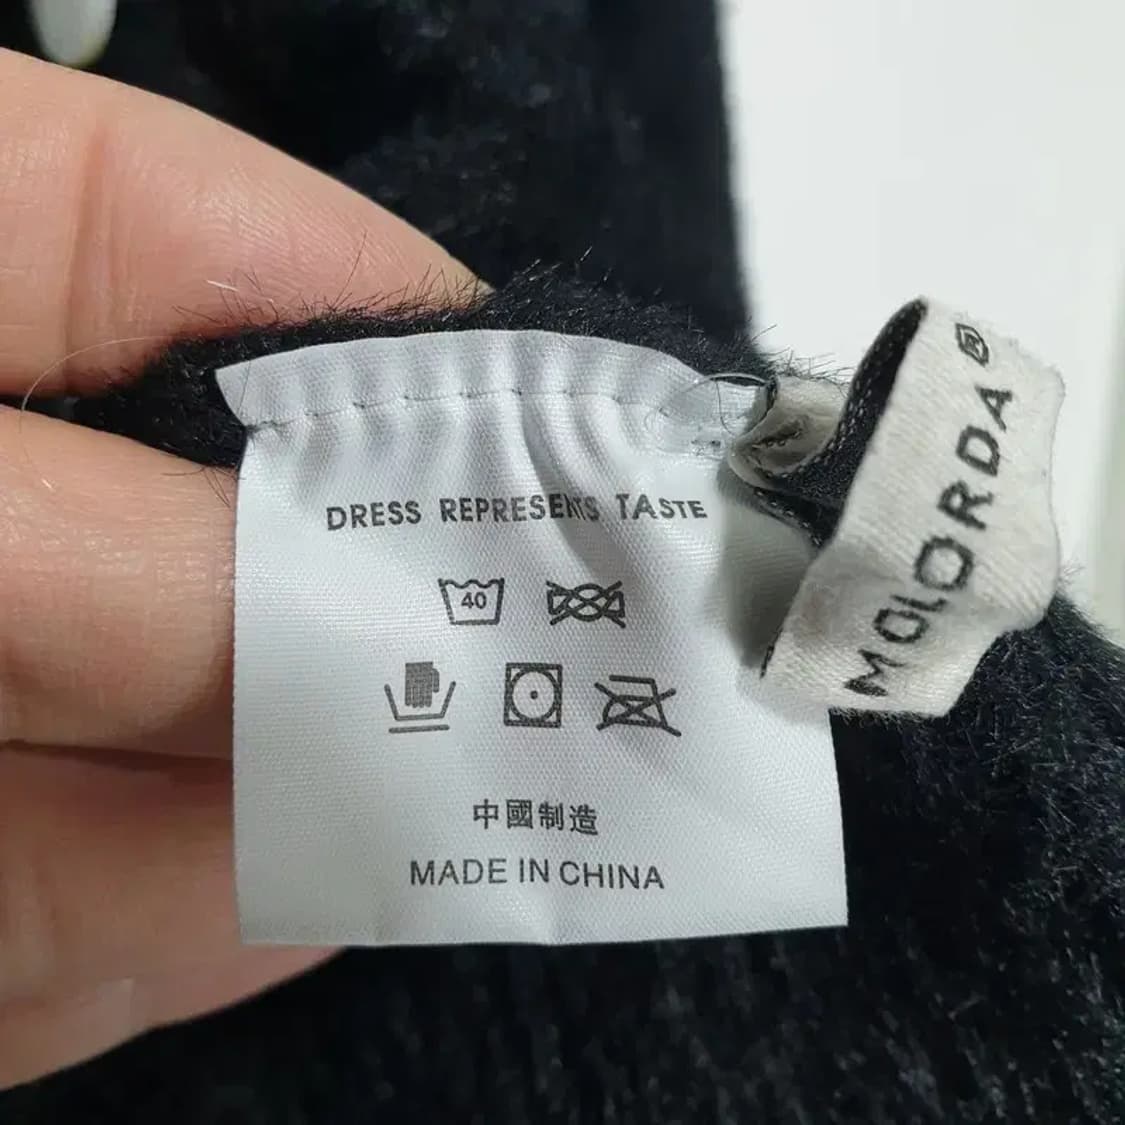 DRESS REPRESENTS TASTE
40
中國制造
MADE IN CHINA
MOLORDA®